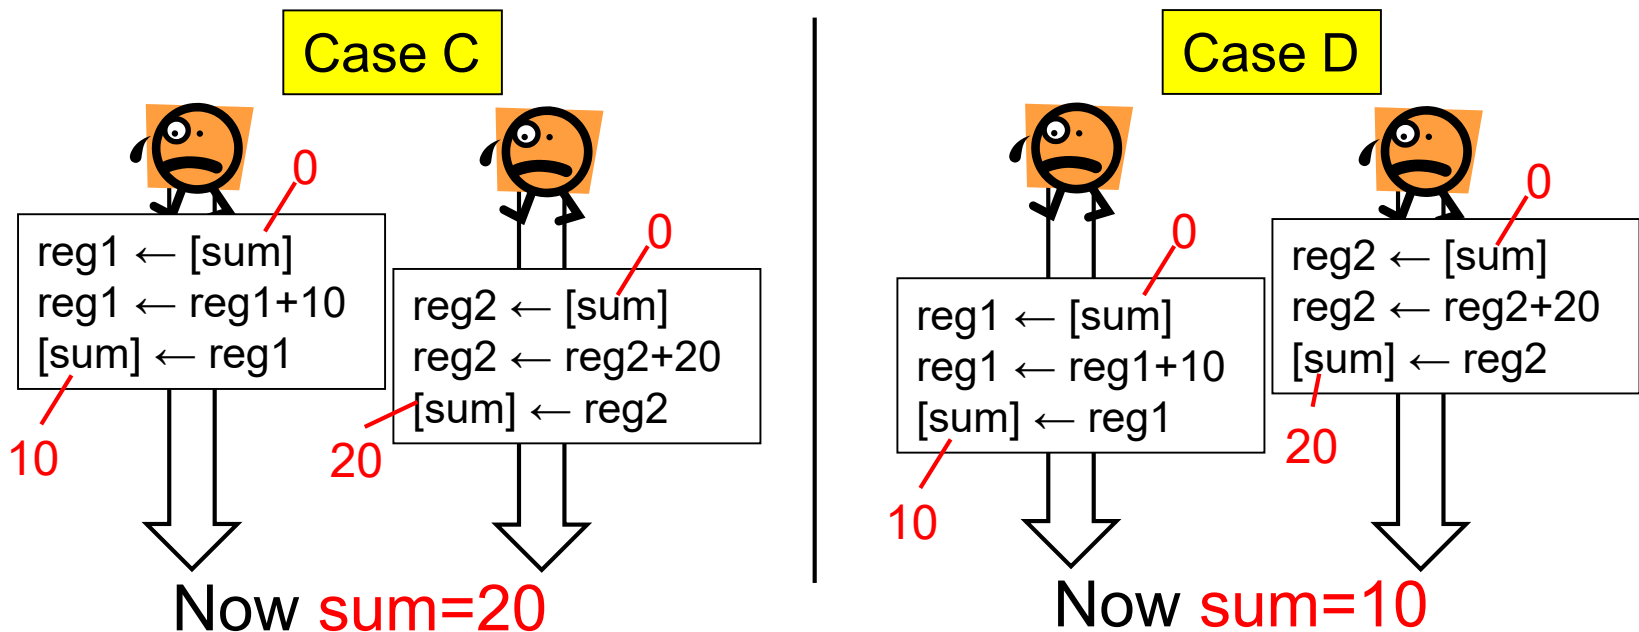 Case C
0
reg1 ← [sum]
reg1 ← reg1+10
[sum] ← reg1
10
0
reg2 ← [sum]
reg2 ← reg2+20
[sum] ← reg2
20
Now sum=20
Case D
0
reg1 ← [sum]
reg1 ← reg1+10
[sum] ← reg1
10
0
reg2 ← [sum]
reg2 ← reg2+20
[sum] ← reg2
20
Now sum=10